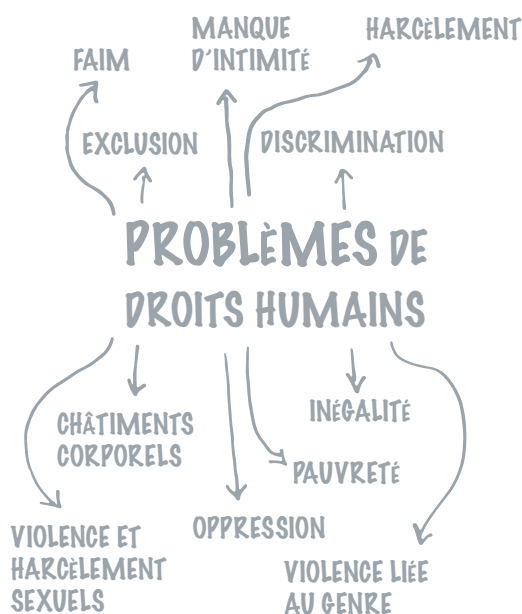 MANQUE
D'INTIMITÉ
HARCÈLEMENT
FAIM
EXCLUSION
DISCRIMINATION
PROBLÈMES DE
DROITS HUMAINS
CHÂTIMENTS
CORPORELS
INÉGALITÉ
PAUVRETÉ
OPPRESSION
VIOLENCE ET
HARCÈLEMENT
SEXUELS
VIOLENCE LIÉE
AU GENRE